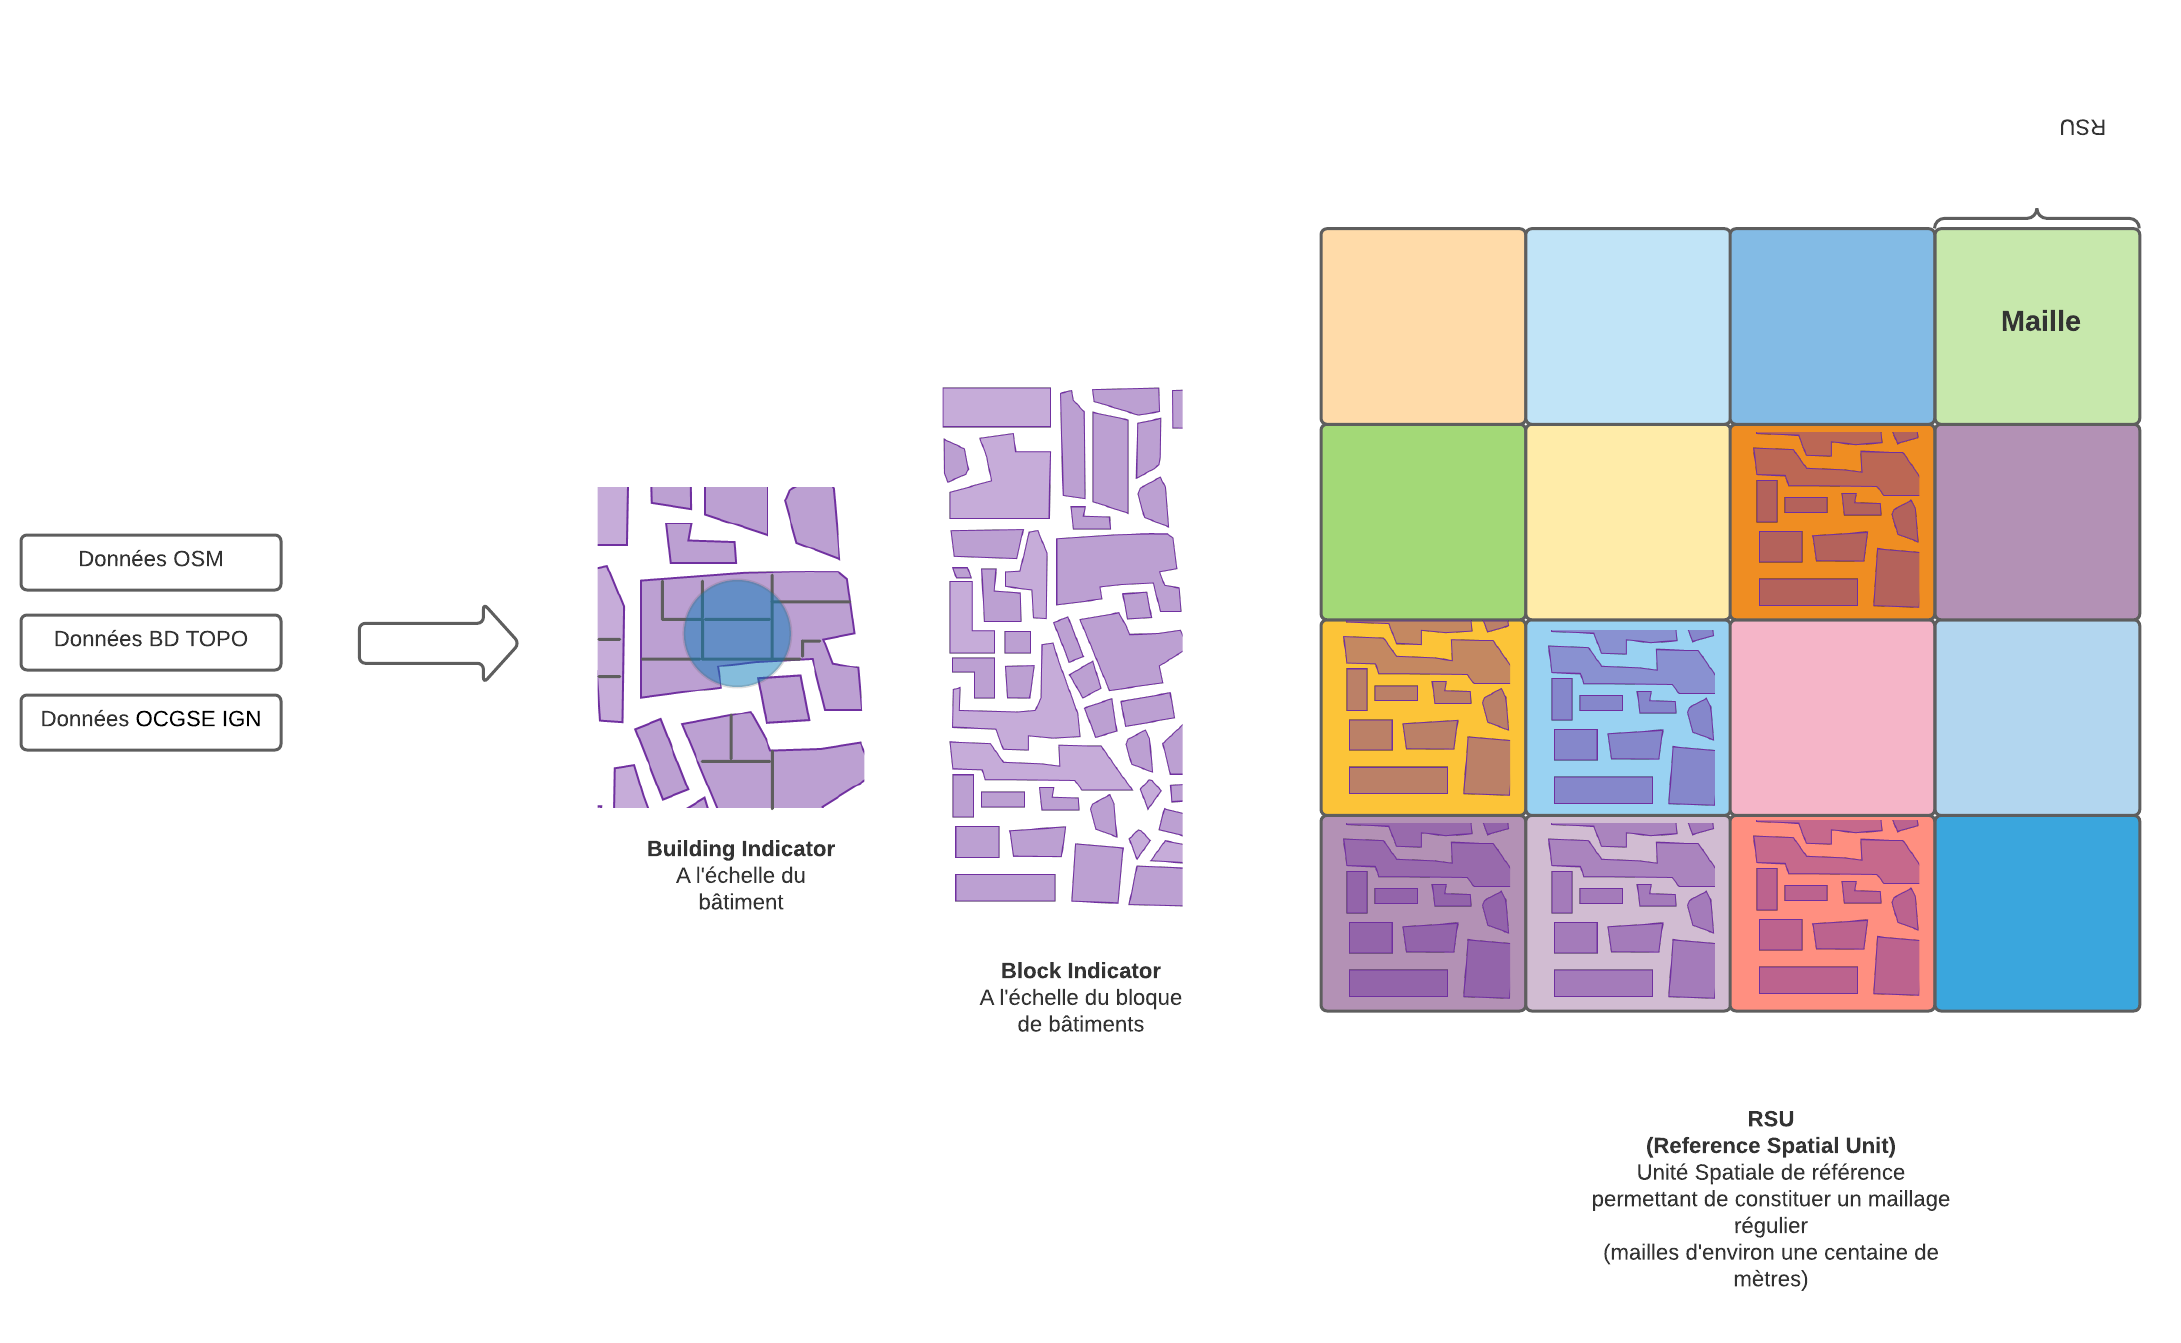 Données OSM
Données BD TOPO
Données OCGSE IGN
Building Indicator
A l'échelle du
bâtiment
Block Indicator
A l'échelle du bloque
de bâtiments
RSU
Maille
RSU
(Reference Spatial Unit)
Unité Spatiale de référence
permettant de constituer un maillage
régulier
(mailles d'environ une centaine de
mètres)